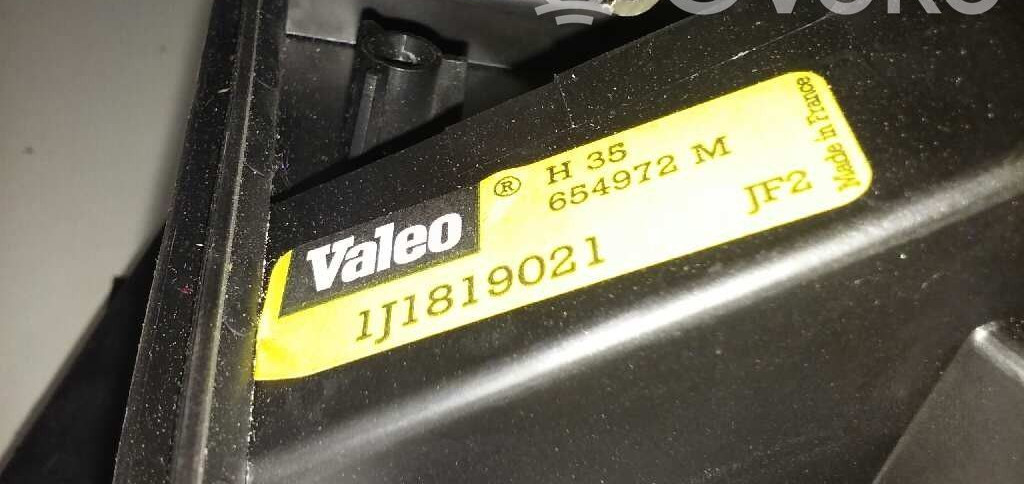 Valeo ® H 35
654972 M
JF2
1J1819021
Made in France